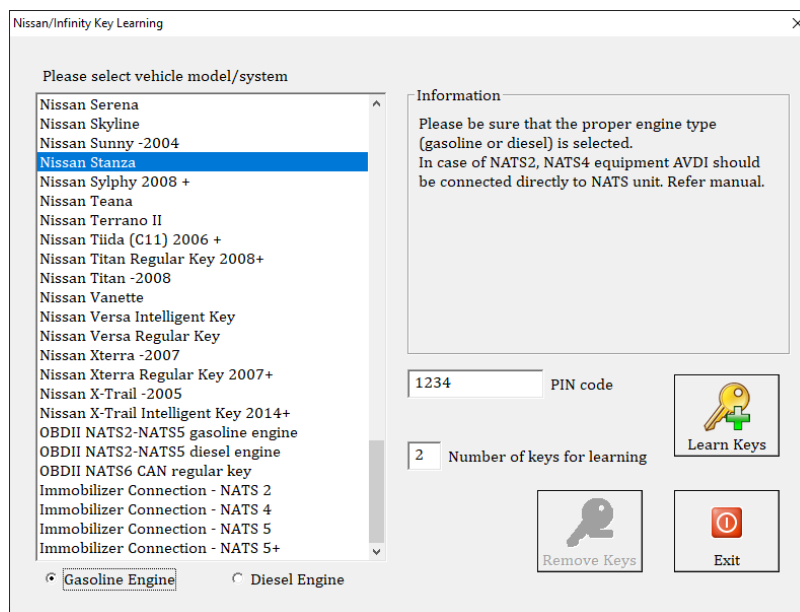 Nissan/Infinity Key Learning
Please select vehicle model/system
Nissan Serena
Nissan Skyline
Nissan Sunny -2004
Nissan Stanza
Nissan Sylphy 2008 +
Nissan Teana
Nissan Terrano II
Nissan Tiida (C11) 2006 +
Nissan Titan Regular Key 2008+
Nissan Titan -2008
Nissan Vanette
Nissan Versa Intelligent Key
Nissan Versa Regular Key
Nissan Xterra -2007
Nissan Xterra Regular Key 2007+
Nissan X-Trail -2005
Nissan X-Trail Intelligent Key 2014+
OBDII NATS2-NATS5 gasoline engine
OBDII NATS2-NATS5 diesel engine
OBDII NATS6 CAN regular key
Immobilizer Connection - NATS 2
Immobilizer Connection - NATS 4
Immobilizer Connection - NATS 5
Immobilizer Connection - NATS 5+
Gasoline Engine
Diesel Engine
Information
Please be sure that the proper engine type
(gasoline or diesel) is selected.
In case of NATS2, NATS4 equipment AVDI should
be connected directly to NATS unit. Refer manual.
1234 PIN code
2 Number of keys for learning
Learn Keys
Remove Keys
Exit